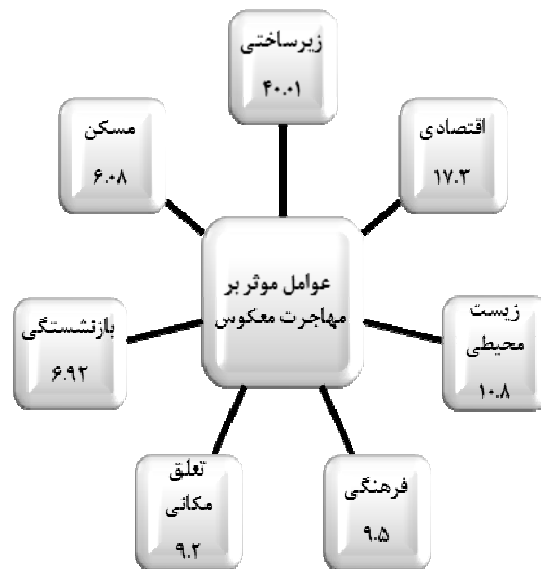 زیرساختی
۴۰.۰۱
اقتصادی
۱۷.۳
زیست
محیطی
۱۰.۸
فرهنگی
۹.۵
تعلق
مکانی
۹.۲
بازنشستگی
۶.۹۲
مسکن
۶.۰۸
عوامل موثر بر
مهاجرت معکوس